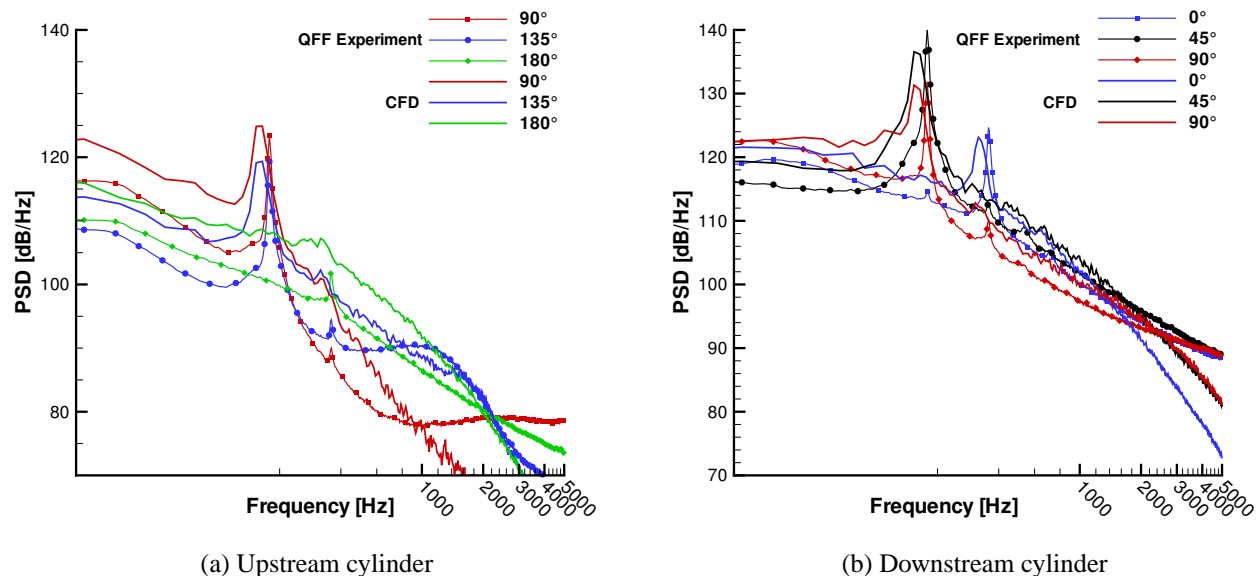 90°
QFF Experiment 135°
180°
90°
CFD 135°
180°
PSD [dB/Hz]
140
120
100
80
Frequency [Hz]
1000 2000 3000 4000 5000
(a) Upstream cylinder
0°
QFF Experiment 45°
90°
0°
CFD 45°
90°
PSD [dB/Hz]
140
130
120
110
100
90
80
70
Frequency [Hz]
1000 2000 3000 4000 5000
(b) Downstream cylinder